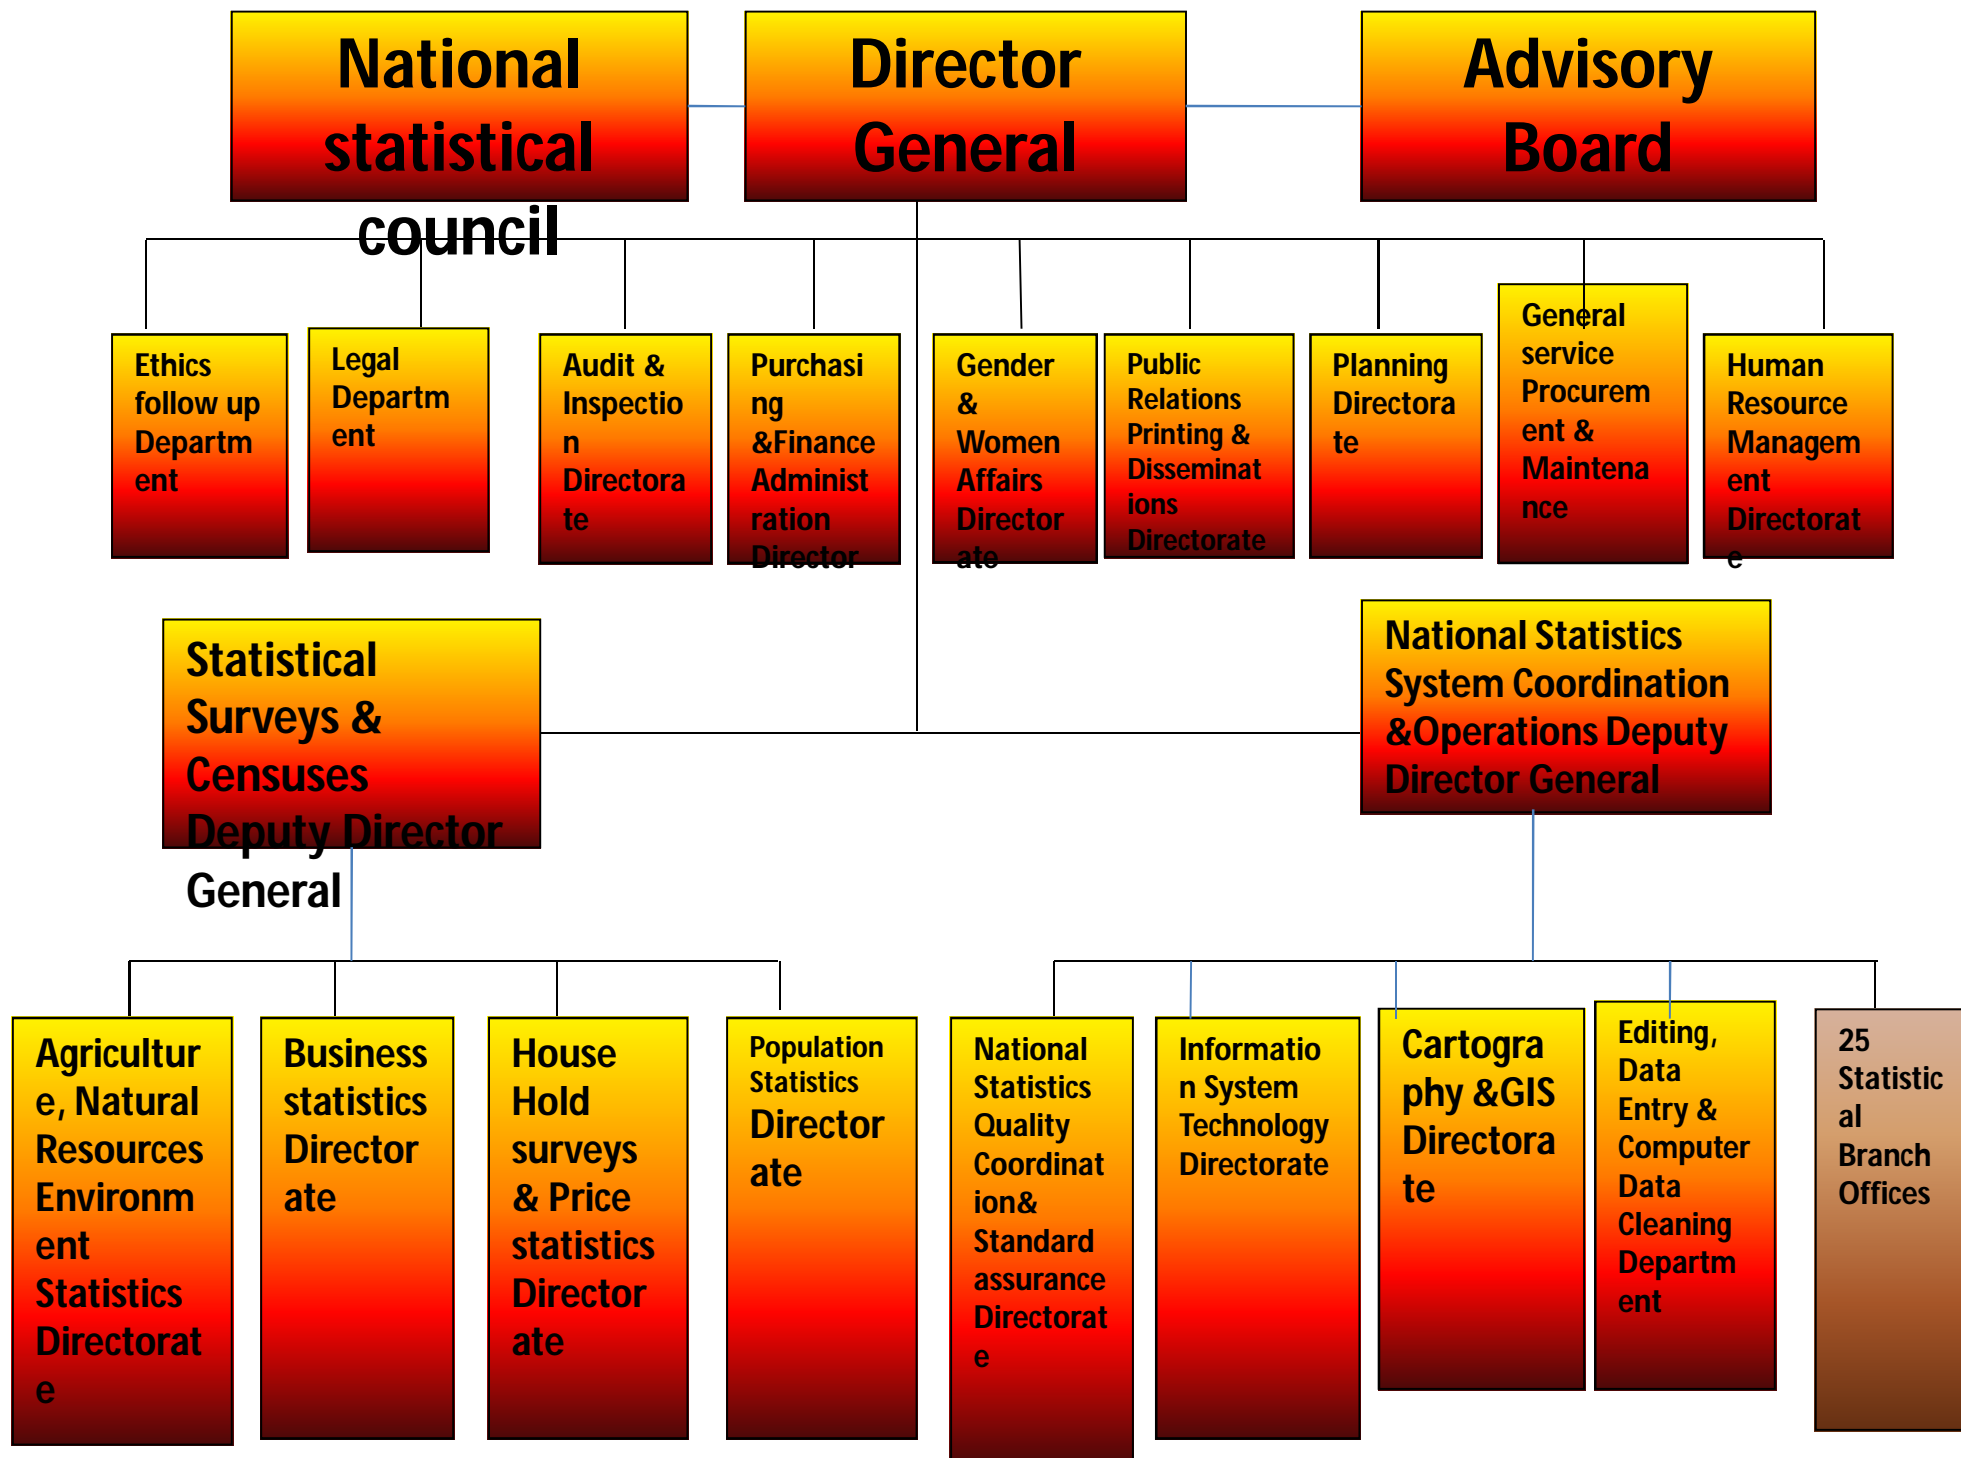 National
statistical
council
Director
General
Advisory
Board
Ethics
follow up
Departm
ent
Legal
Departm
ent
Audit &
Inspectio
n
Directora
te
Purchasi
ng
&Finance
Administ
ration
Director
Gender
&
Women
Affairs
Director
ate
Public
Relations
Printing &
Disseminat
ions
Directorate
Planning
Directora
te
General
service
Procurem
ent &
Maintena
nce
Human
Resource
Managem
ent
Directorat
e
Statistical
Surveys &
Censuses
Deputy Director
General
National Statistics
System Coordination
&Operations Deputy
Director General
Agricultur
e, Natural
Resources
Environm
ent
Statistics
Directorat
e
Business
statistics
Director
ate
House
Hold
surveys
& Price
statistics
Director
ate
Population
Statistics
Director
ate
National
Statistics
Quality
Coordinat
ion&
Standard
assurance
Directorat
e
Informatio
n System
Technology
Directorate
Cartogra
phy &GIS
Directora
te
Editing,
Data
Entry &
Computer
Data
Cleaning
Departm
ent
25
Statistic
al
Branch
Offices